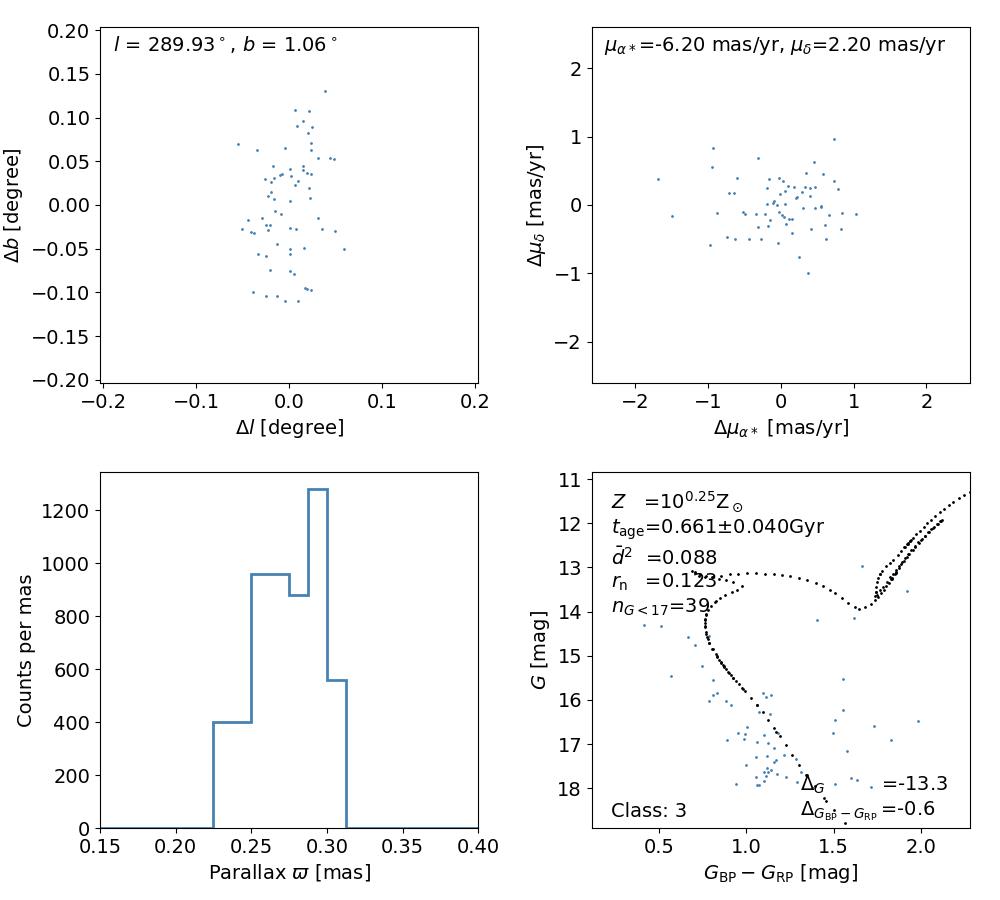 l = 289.93°, b = 1.06°
0.20
0.15
0.10
0.05
0.00
−0.05
−0.10
−0.15
−0.20
−0.2 −0.1 0.0 0.1 0.2
Δl [degree]
Δb [degree]
μα*=-6.20 mas/yr, μδ=2.20 mas/yr
2
1
0
−1
−2
−2 −1 0 1 2
Δμα* [mas/yr]
Δμδ [mas/yr]
1200
1000
800
600
400
200
0
0.15 0.20 0.25 0.30 0.35 0.40
Parallax ϖ [mas]
Counts per mas
11
12
13
14
15
16
17
18
Z =10^0.25 Z⊙
t_age=0.661±0.040Gyr
d̄² =0.088
r_n =0.123
n_G<17=39
Δ_G =-13.3
Δ_GBP−GRP =-0.6
Class: 3
0.5 1.0 1.5 2.0
G_BP − G_RP [mag]
G [mag]